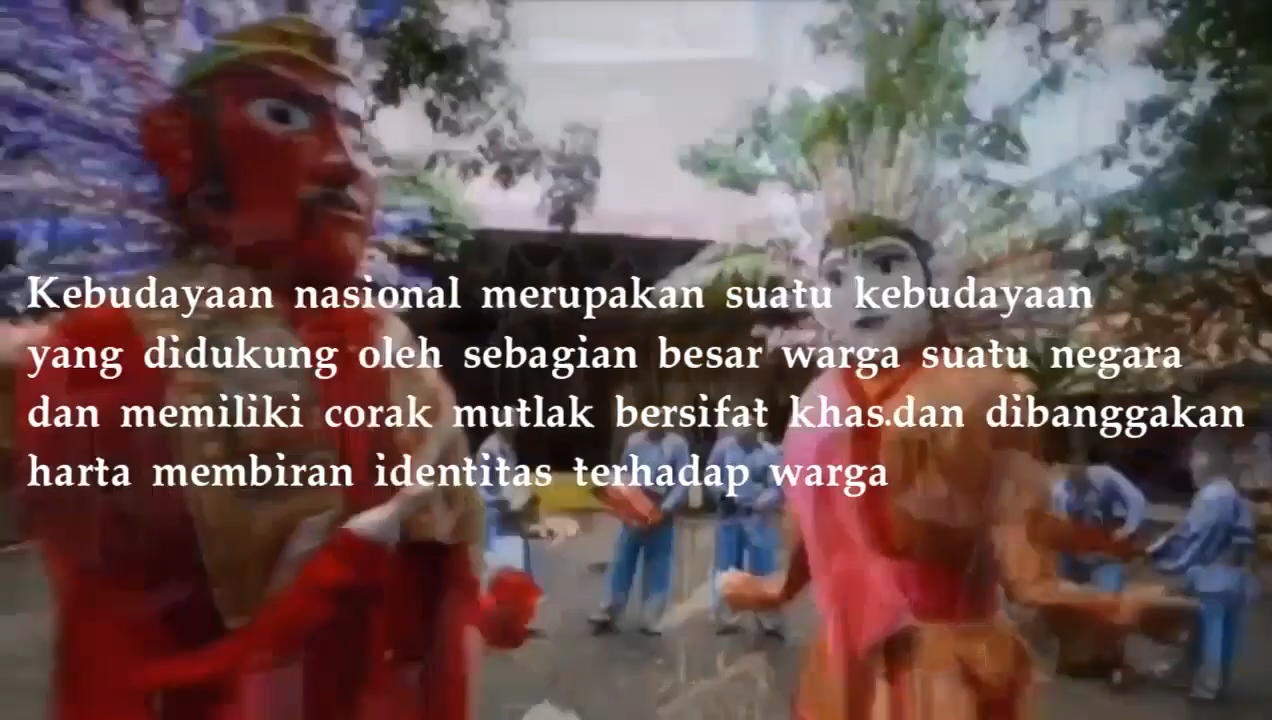 Kebudayaan nasional merupakan suatu kebudayaan
yang didukung oleh sebagian besar warga suatu negara
dan memiliki corak mutlak bersifat khas.dan dibanggakan
harta membiran identitas terhadap warga